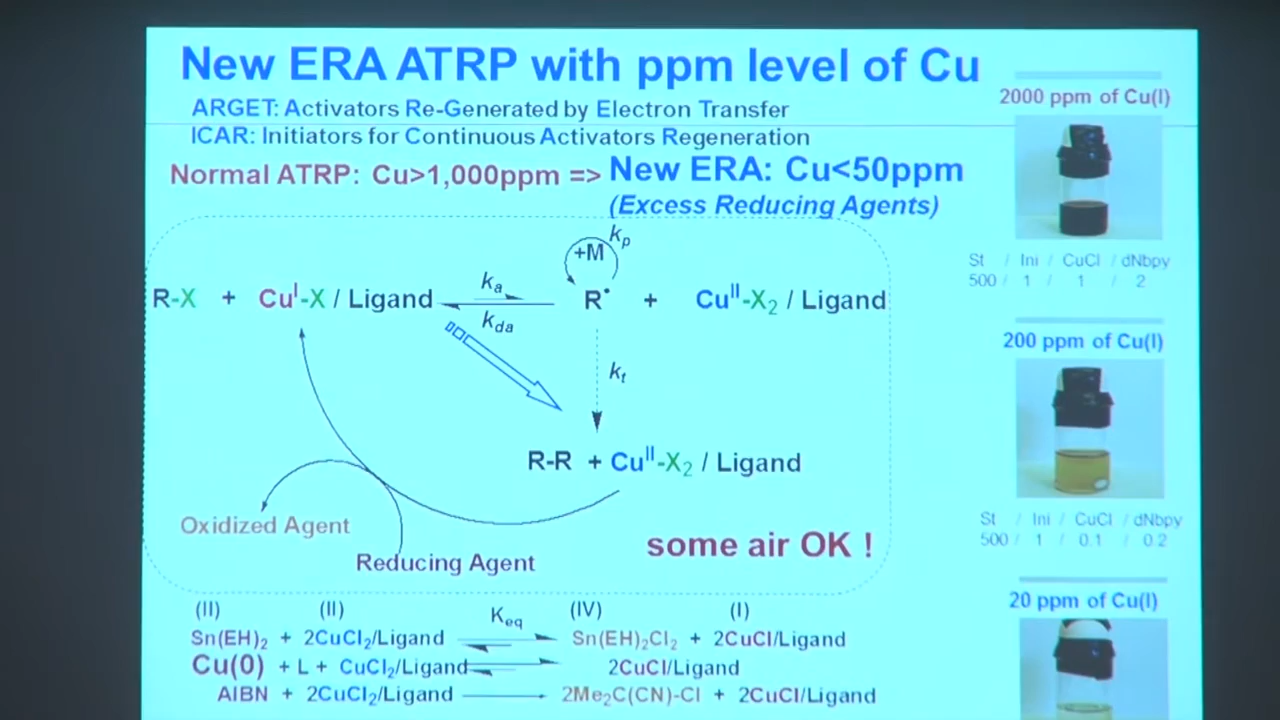 New ERA ATRP with ppm level of Cu
ARGET: Activators Re-Generated by Electron Transfer
ICAR: Initiators for Continuous Activators Regeneration
Normal ATRP: Cu>1,000ppm => New ERA: Cu<50ppm
(Excess Reducing Agents)
+M kp
R-X + Cuᴵ-X / Ligand ka kda R• + Cuᴵᴵ-X₂ / Ligand
kt
R-R + Cuᴵᴵ-X₂ / Ligand
Oxidized Agent
Reducing Agent
some air OK !
(II) (II) Keq (IV) (I)
Sn(EH)₂ + 2CuCl₂/Ligand Sn(EH)₂Cl₂ + 2CuCl/Ligand
Cu(0) + L + CuCl₂/Ligand 2CuCl/Ligand
AIBN + 2CuCl₂/Ligand 2Me₂C(CN)-Cl + 2CuCl/Ligand
2000 ppm of Cu(I)
St / Ini / CuCl / dNbpy
500 / 1 / 1 / 2
200 ppm of Cu(I)
St / Ini / CuCl / dNbpy
500 / 1 / 0.1 / 0.2
20 ppm of Cu(I)